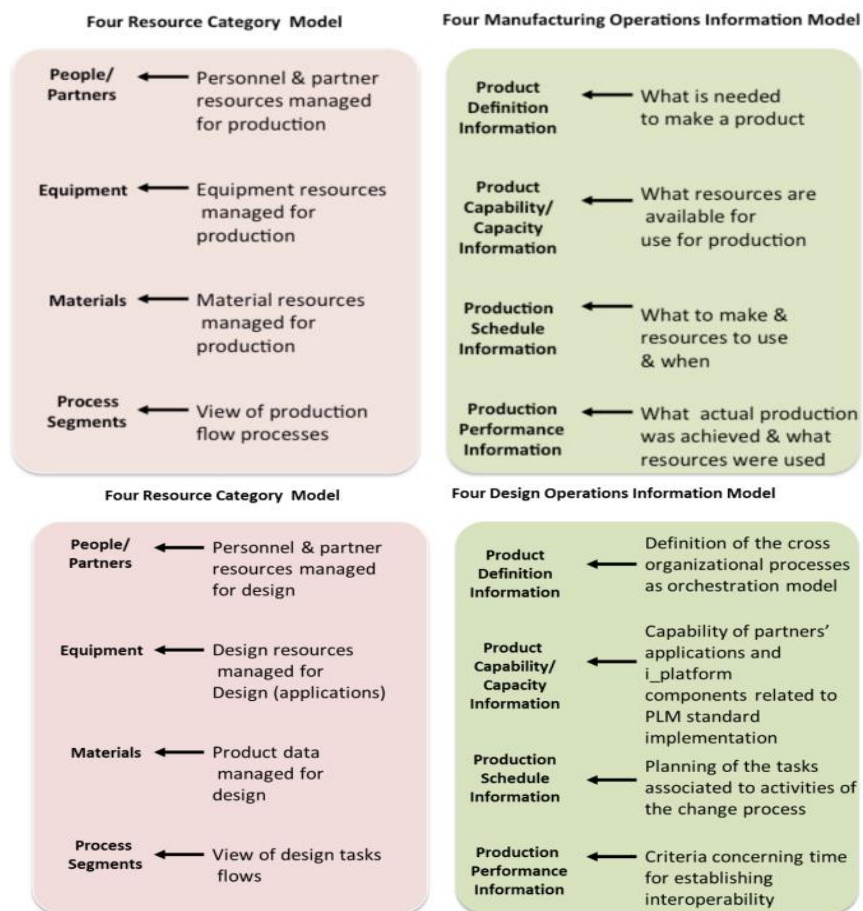 Four Resource Category Model
People/
Partners
Personnel & partner
resources managed
for production
Equipment
Equipment resources
managed for
production
Materials
Material resources
managed for
production
Process
Segments
View of production
flow processes
Four Manufacturing Operations Information Model
Product
Definition
Information
What is needed
to make a product
Product
Capability/
Capacity
Information
What resources are
available for
use for production
Production
Schedule
Information
What to make &
resources to use
& when
Production
Performance
Information
What actual production
was achieved & what
resources were used
Four Resource Category Model
People/
Partners
Personnel & partner
resources managed
for design
Equipment
Design resources
managed for
Design (applications)
Materials
Product data
managed for
design
Process
Segments
View of design tasks
flows
Four Design Operations Information Model
Product
Definition
Information
Definition of the cross
organizational processes
as orchestration model
Product
Capability/
Capacity
Information
Capability of partners’
applications and
i_platform
components related to
PLM standard
implementation
Production
Schedule
Information
Planning of the tasks
associated to activities of
the change process
Production
Performance
Information
Criteria concerning time
for establishing
interoperability